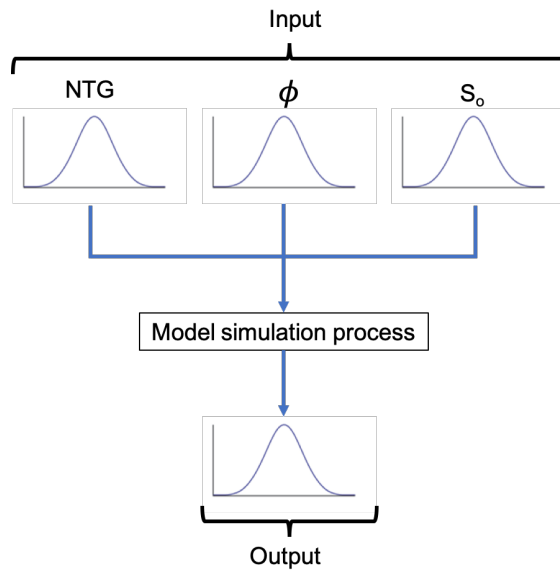 Input
NTG
ϕ
Sₒ
Model simulation process
Output